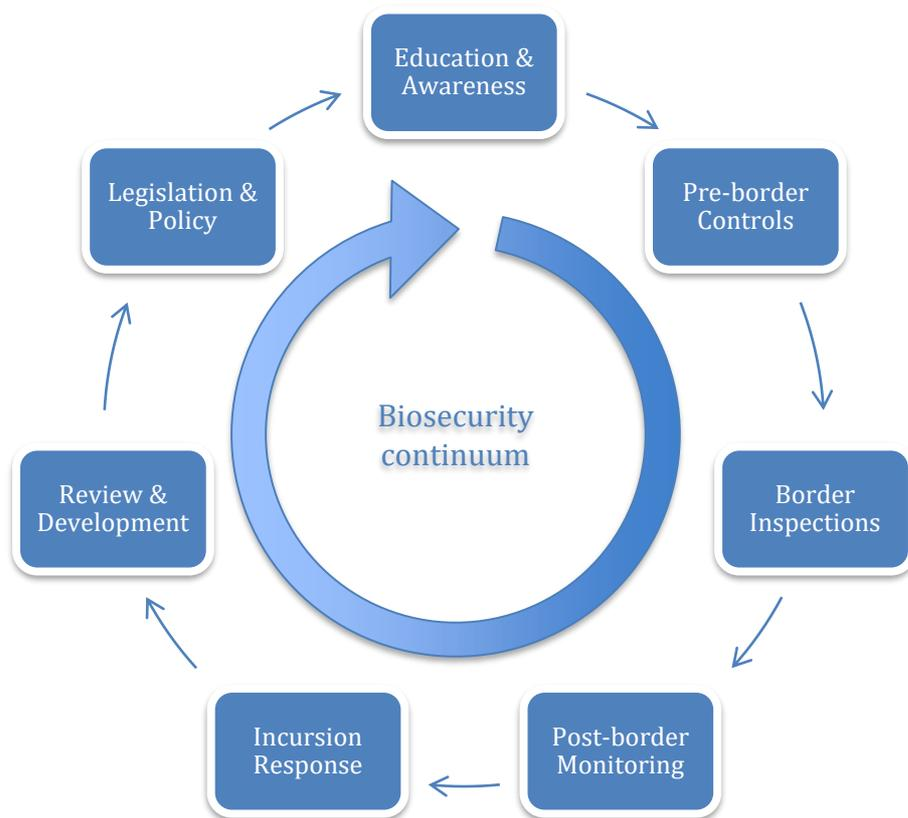 Education &
Awareness
Pre-border
Controls
Border
Inspections
Post-border
Monitoring
Incursion
Response
Review &
Development
Legislation &
Policy
Biosecurity
continuum